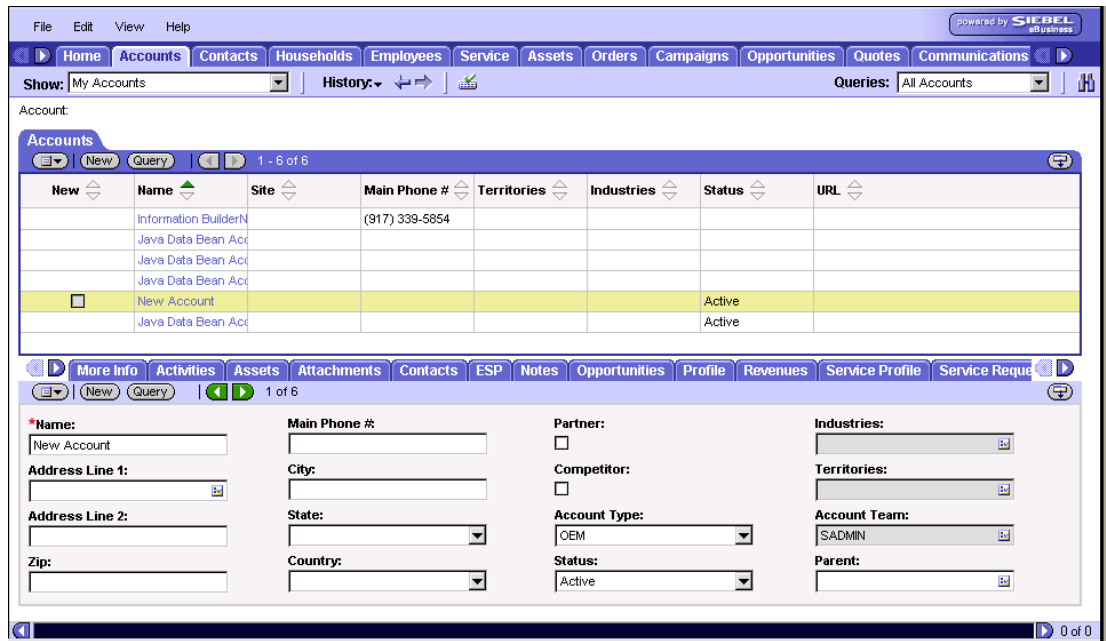 File Edit View Help
powered by SIEBEL eBusiness
Home Accounts Contacts Households Employees Service Assets Orders Campaigns Opportunities Quotes Communications
Show: My Accounts History: Queries: All Accounts
Account:
Accounts
New Query 1 - 6 of 6
New Name Site Main Phone # Territories Industries Status URL
Information BuilderN (917) 339-5854
Java Data Bean Acc
Java Data Bean Acc
Java Data Bean Acc
New Account Active
Java Data Bean Acc Active
More Info Activities Assets Attachments Contacts ESP Notes Opportunities Profile Revenues Service Profile Service Reque
New Query 1 of 6
*Name: Main Phone #: Partner: Industries:
New Account
Address Line 1: City: Competitor: Territories:
Address Line 2: State: Account Type: Account Team:
OEM SADMIN
Zip: Country: Status: Parent:
Active
0 of 0